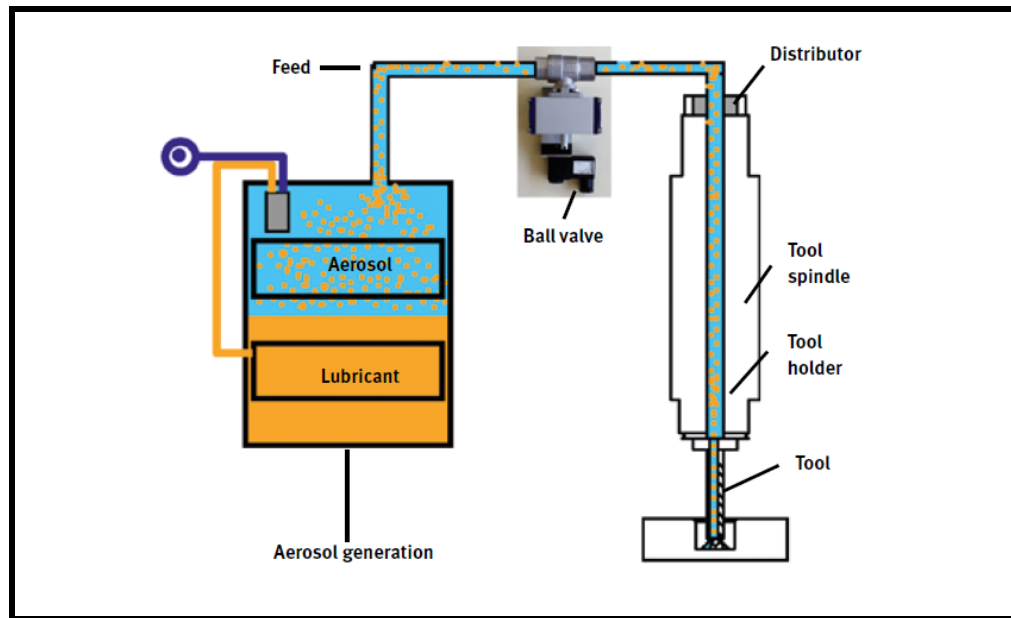 Feed
Distributor
Ball valve
Aerosol
Tool
spindle
Tool
holder
Lubricant
Tool
Aerosol generation